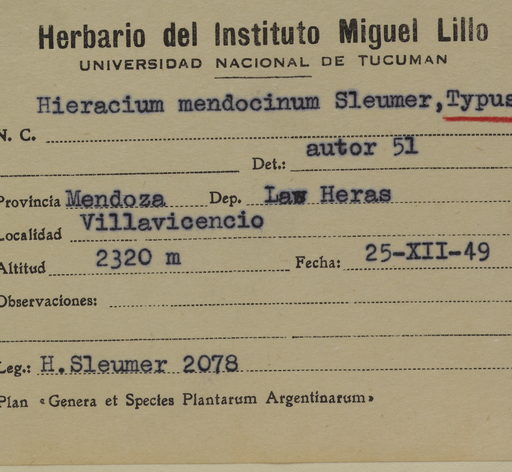 Herbario del Instituto Miguel Lillo
UNIVERSIDAD NACIONAL DE TUCUMAN
Hieracium mendocinum Sleumer, Typus
N. C.
Det.: autor 51
Provincia Mendoza Dep. Las Heras
Localidad Villavicencio
Altitud 2320 m Fecha: 25-XII-49
Observaciones:
Leg.: H. Sleumer 2078
Plan «Genera et Species Plantarum Argentinarum»